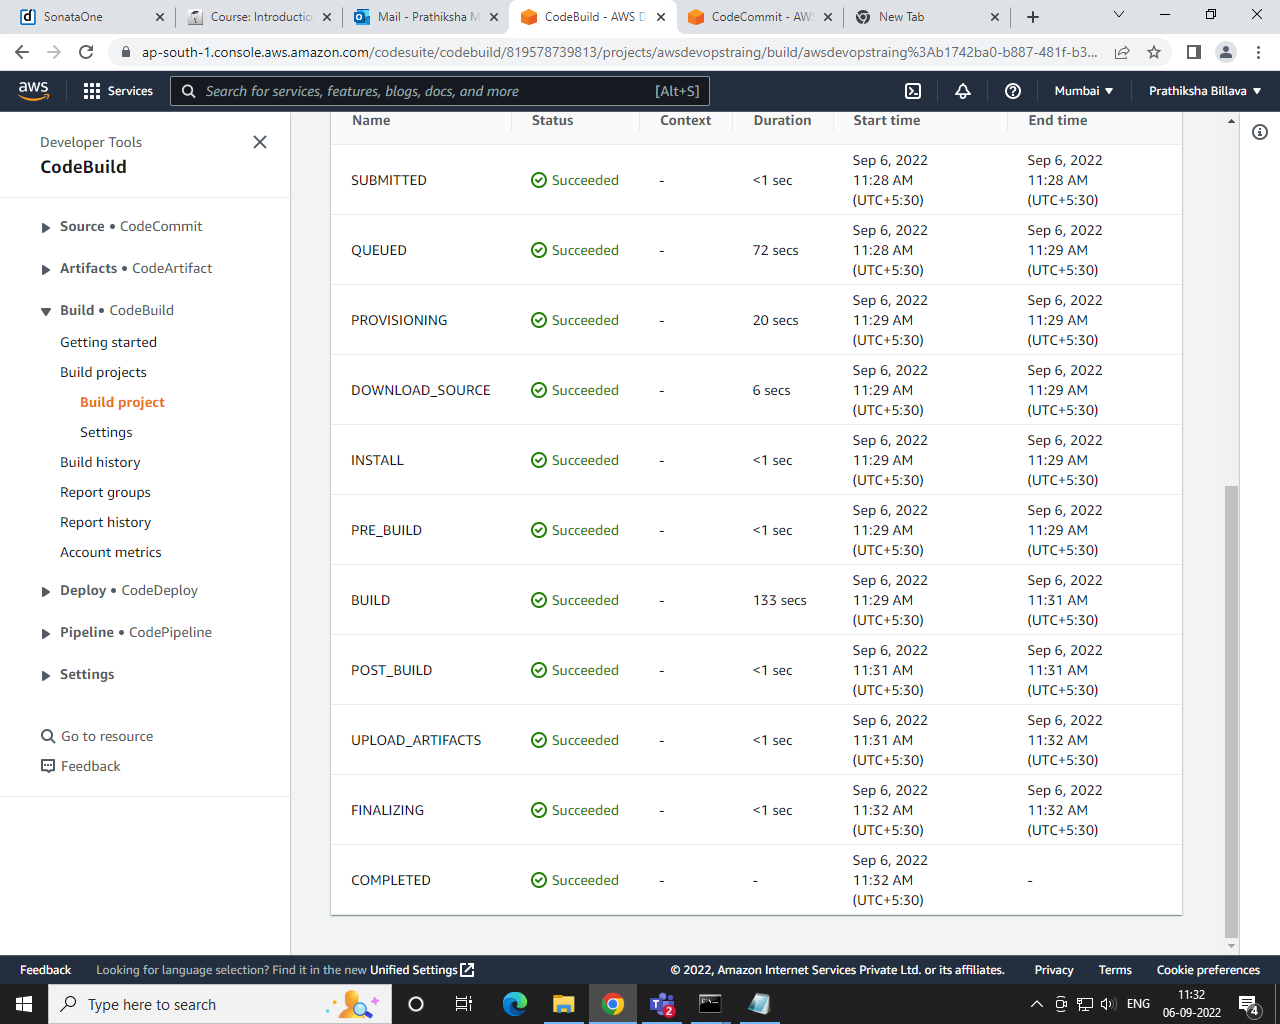 SonataOne
Course: Introductio
Mail - Prathiksha M
CodeBuild - AWS D
CodeCommit - AWS
New Tab
ap-south-1.console.aws.amazon.com/codesuite/codebuild/819578739813/projects/awsdevopstraing/build/awsdevopstraing%3Ab1742ba0-b887-481f-b3...
aws
Services
Search for services, features, blogs, docs, and more
[Alt+S]
Mumbai
Prathiksha Billava
Developer Tools
CodeBuild
Source • CodeCommit
Artifacts • CodeArtifact
Build • CodeBuild
Getting started
Build projects
Build project
Settings
Build history
Report groups
Report history
Account metrics
Deploy • CodeDeploy
Pipeline • CodePipeline
Settings
Go to resource
Feedback
Name Status Context Duration Start time End time
SUBMITTED Succeeded - <1 sec Sep 6, 2022 11:28 AM (UTC+5:30) Sep 6, 2022 11:28 AM (UTC+5:30)
QUEUED Succeeded - 72 secs Sep 6, 2022 11:28 AM (UTC+5:30) Sep 6, 2022 11:29 AM (UTC+5:30)
PROVISIONING Succeeded - 20 secs Sep 6, 2022 11:29 AM (UTC+5:30) Sep 6, 2022 11:29 AM (UTC+5:30)
DOWNLOAD_SOURCE Succeeded - 6 secs Sep 6, 2022 11:29 AM (UTC+5:30) Sep 6, 2022 11:29 AM (UTC+5:30)
INSTALL Succeeded - <1 sec Sep 6, 2022 11:29 AM (UTC+5:30) Sep 6, 2022 11:29 AM (UTC+5:30)
PRE_BUILD Succeeded - <1 sec Sep 6, 2022 11:29 AM (UTC+5:30) Sep 6, 2022 11:29 AM (UTC+5:30)
BUILD Succeeded - 133 secs Sep 6, 2022 11:29 AM (UTC+5:30) Sep 6, 2022 11:31 AM (UTC+5:30)
POST_BUILD Succeeded - <1 sec Sep 6, 2022 11:31 AM (UTC+5:30) Sep 6, 2022 11:31 AM (UTC+5:30)
UPLOAD_ARTIFACTS Succeeded - <1 sec Sep 6, 2022 11:31 AM (UTC+5:30) Sep 6, 2022 11:32 AM (UTC+5:30)
FINALIZING Succeeded - <1 sec Sep 6, 2022 11:32 AM (UTC+5:30) Sep 6, 2022 11:32 AM (UTC+5:30)
COMPLETED Succeeded - - Sep 6, 2022 11:32 AM (UTC+5:30) -
Feedback Looking for language selection? Find it in the new Unified Settings © 2022, Amazon Internet Services Private Ltd. or its affiliates. Privacy Terms Cookie preferences
Type here to search
2
ENG
11:32
06-09-2022
4